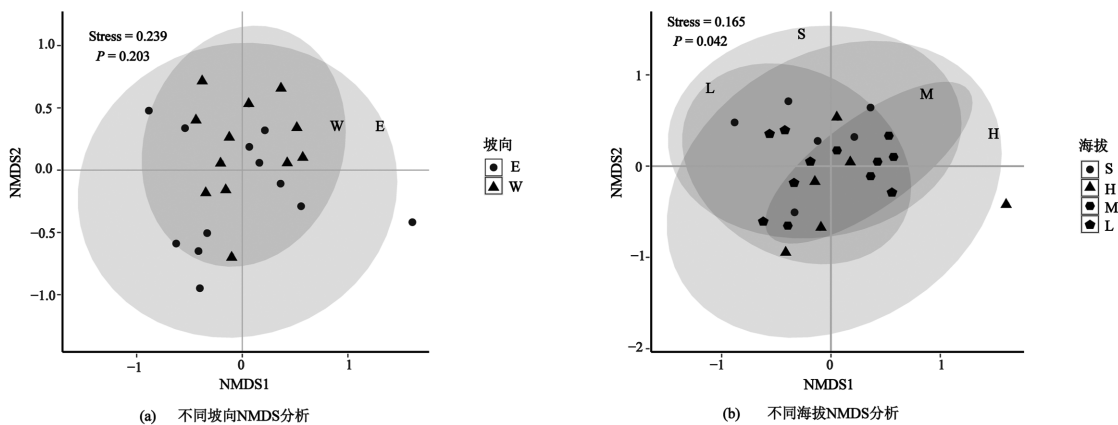 Stress = 0.239
P = 0.203
1.0
0.5
0.0
−0.5
−1.0
NMDS2
−1
0
1
NMDS1
W
E
坡向
E
W
(a) 不同坡向NMDS分析
Stress = 0.165
P = 0.042
1
0
−1
−2
NMDS2
−1
0
1
NMDS1
S
L
M
H
海拔
S
H
M
L
(b) 不同海拔NMDS分析